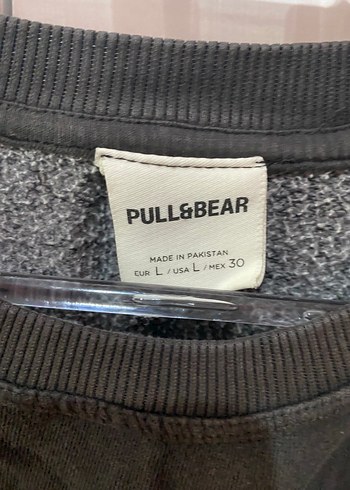 PULL&BEAR
MADE IN PAKISTAN
EUR L / USA L / MEX 30